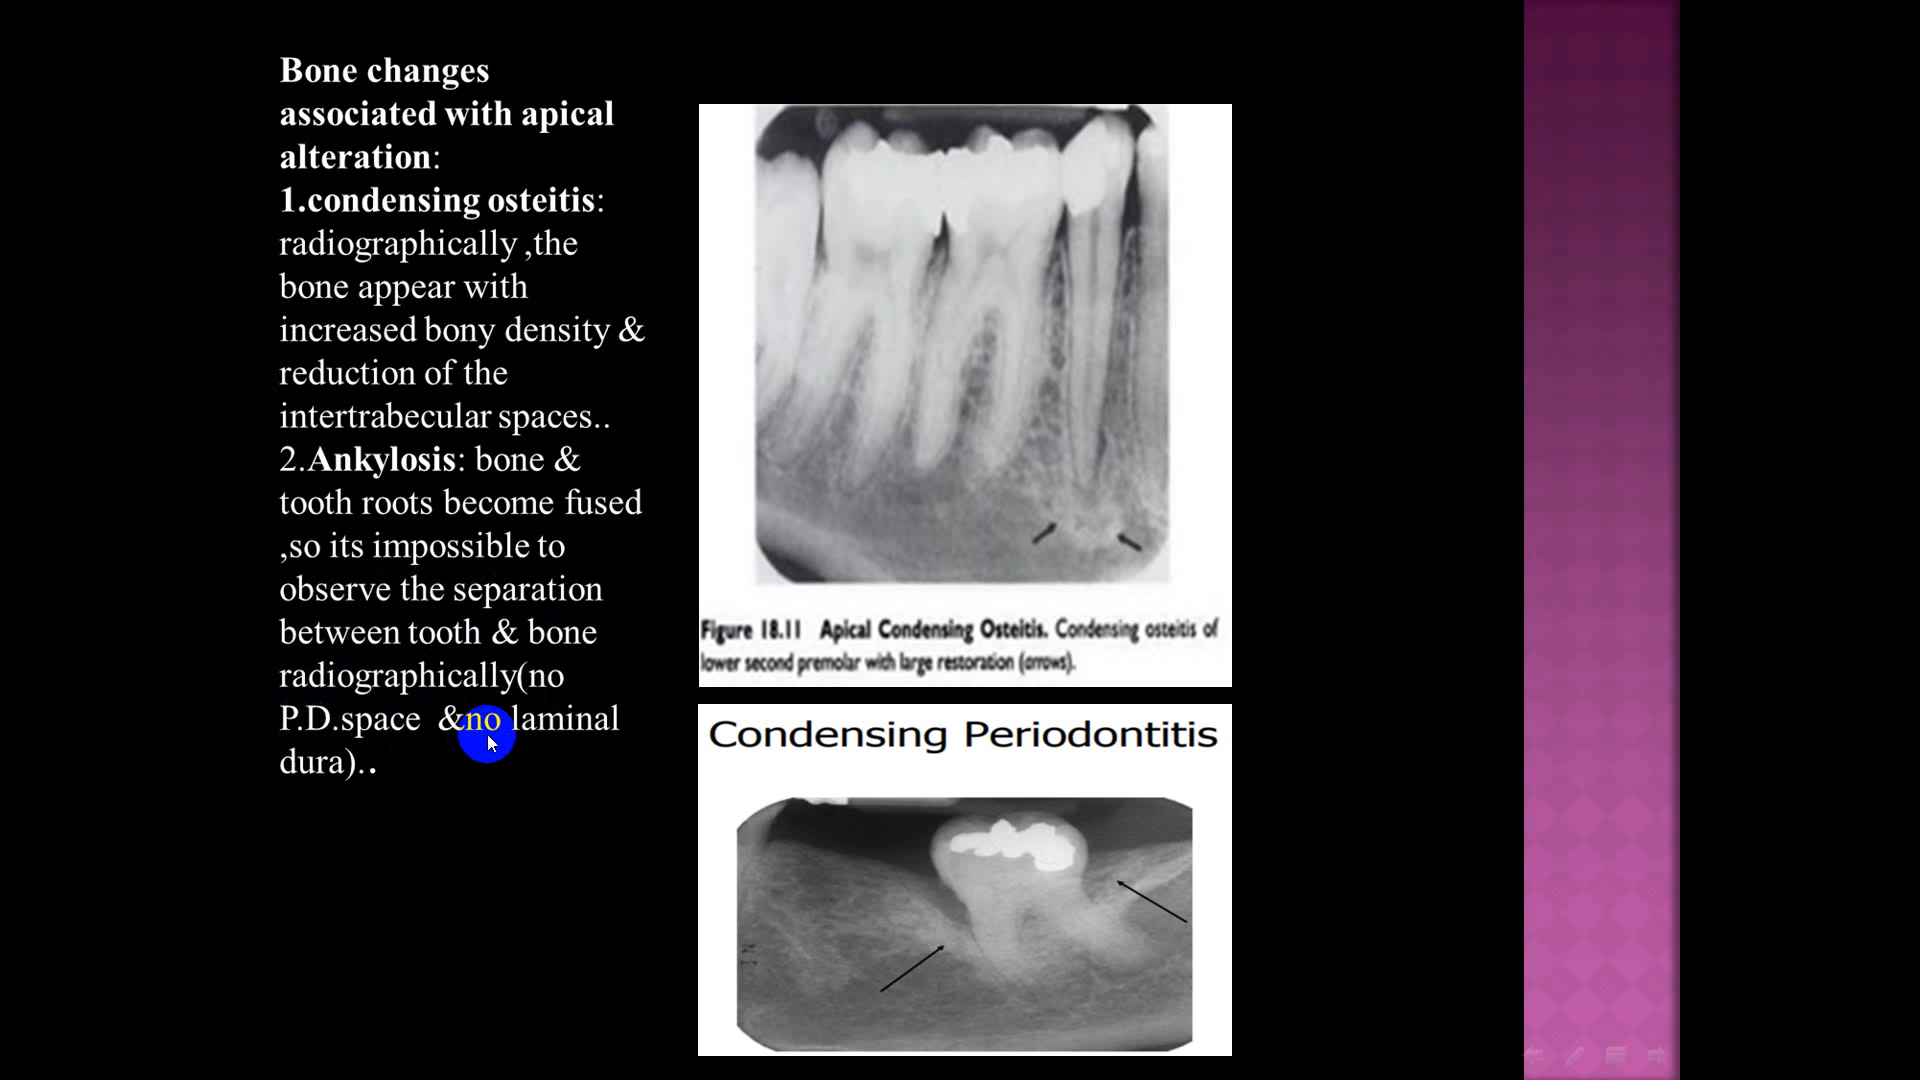 Bone changes
associated with apical
alteration:
1.condensing osteitis:
radiographically ,the
bone appear with
increased bony density &
reduction of the
intertrabecular spaces..
2.Ankylosis: bone &
tooth roots become fused
,so its impossible to
observe the separation
between tooth & bone
radiographically(no
P.D.space &no laminal
dura)..
Figure 18.11 Apical Condensing Osteitis. Condensing osteitis of
lower second premolar with large restoration (arrows).
Condensing Periodontitis